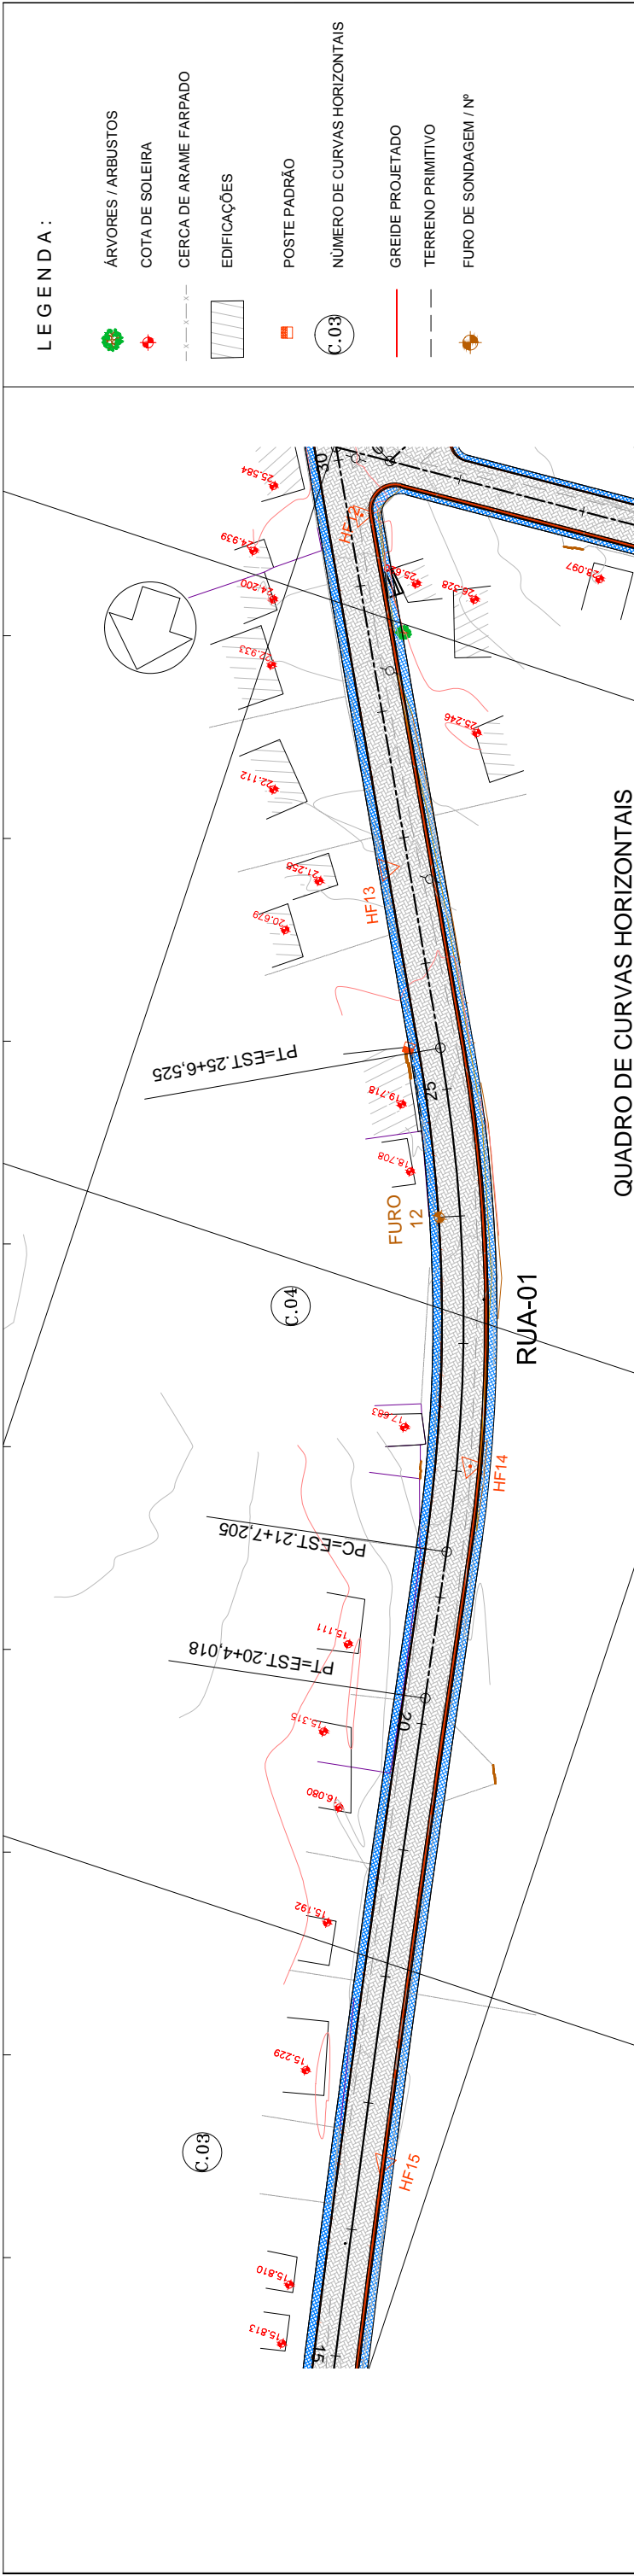 LEGENDA:
ÁRVORES / ARBUSTOS
COTA DE SOLEIRA
CERCA DE ARAME FARPADO
EDIFICAÇÕES
POSTE PADRÃO
C.03
NÚMERO DE CURVAS HORIZONTAIS
GREIDE PROJETADO
TERRENO PRIMITIVO
FURO DE SONDAGEM / Nº
15.813
15.810
15
C.03
15.229
HF15
15.192
16.080
15.315
20
PT=EST.20+4,018
15.111
PC=EST.21+7,205
HF14
17.683
C.04
RUA-01
FURO
12
18.708
19.718
25
PT=EST.25+6,525
20.679
21.258
HF13
22.112
22.933
24.200
24.939
25.584
30
25.246
26.328
28.097
QUADRO DE CURVAS HORIZONTAIS